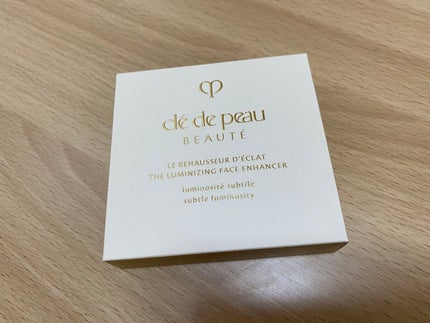 clé de peau
BEAUTÉ
LE REHAUSSEUR D'ÉCLAT
THE LUMINIZING FACE ENHANCER
luminosité subtile
subtle luminosity